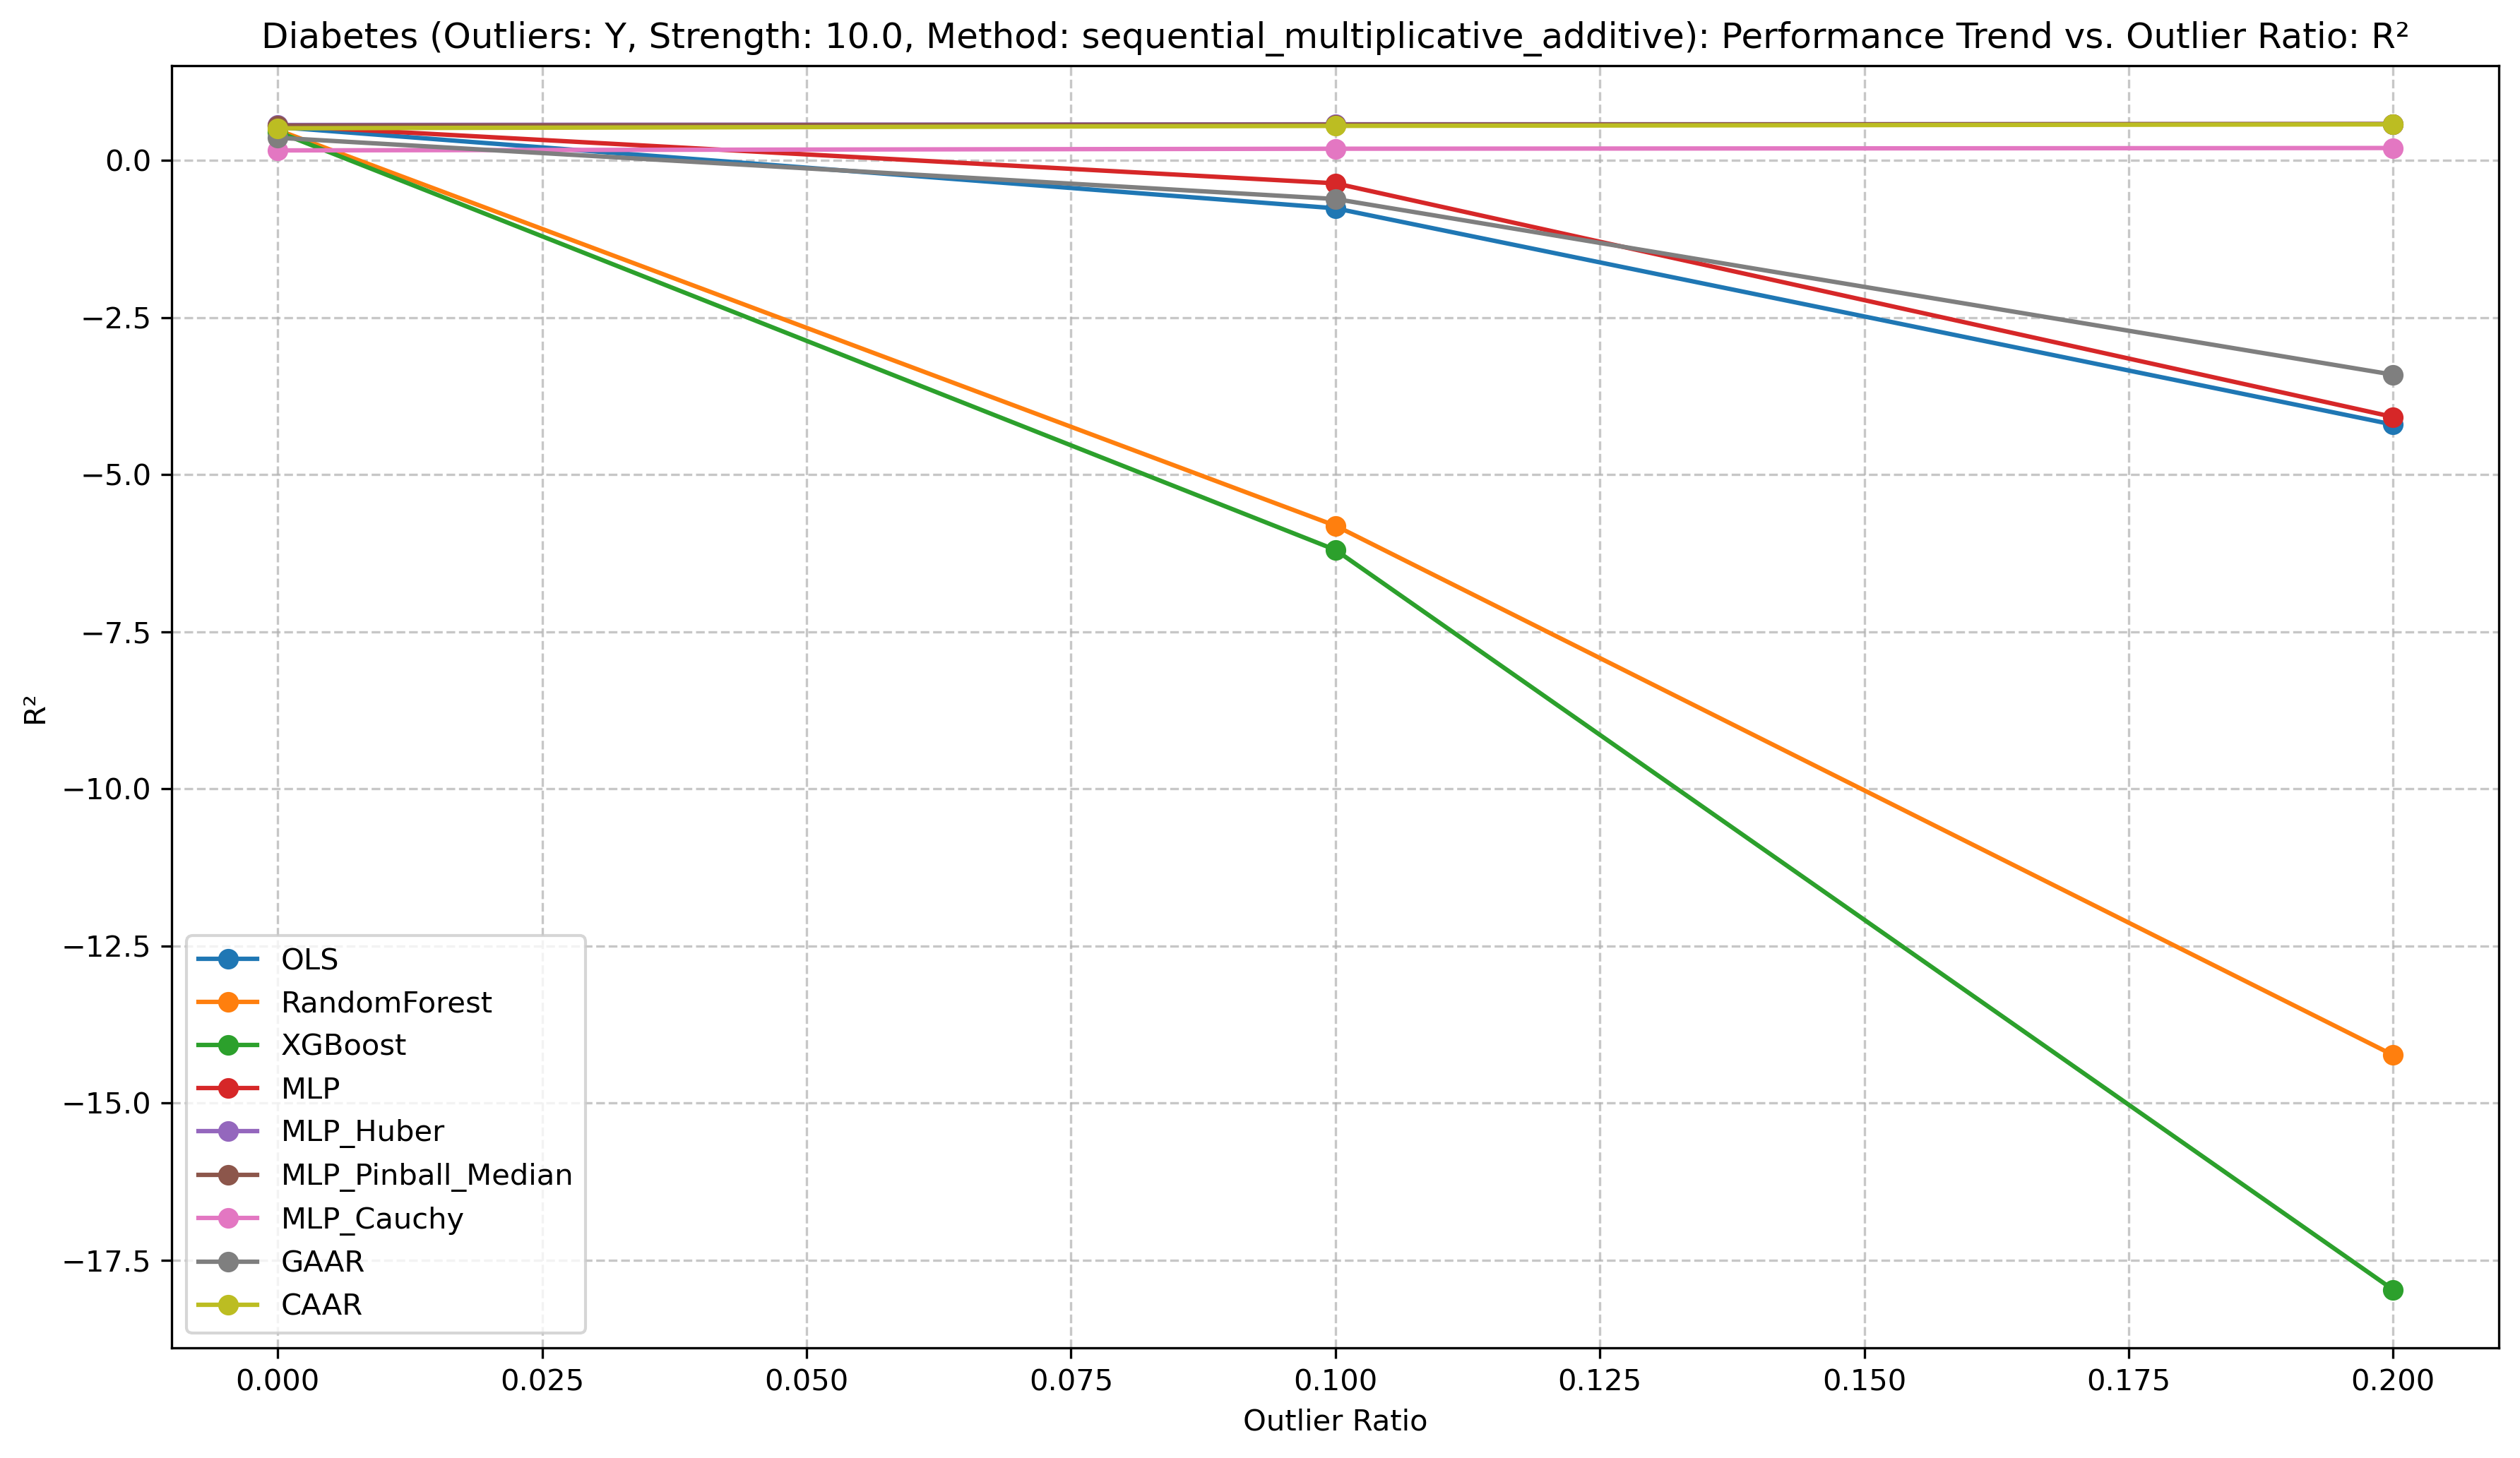 Diabetes (Outliers: Y, Strength: 10.0, Method: sequential_multiplicative_additive): Performance Trend vs. Outlier Ratio: R²
0.0
−2.5
−5.0
−7.5
−10.0
−12.5
−15.0
−17.5
R²
OLS
RandomForest
XGBoost
MLP
MLP_Huber
MLP_Pinball_Median
MLP_Cauchy
GAAR
CAAR
0.000 0.025 0.050 0.075 0.100 0.125 0.150 0.175 0.200
Outlier Ratio